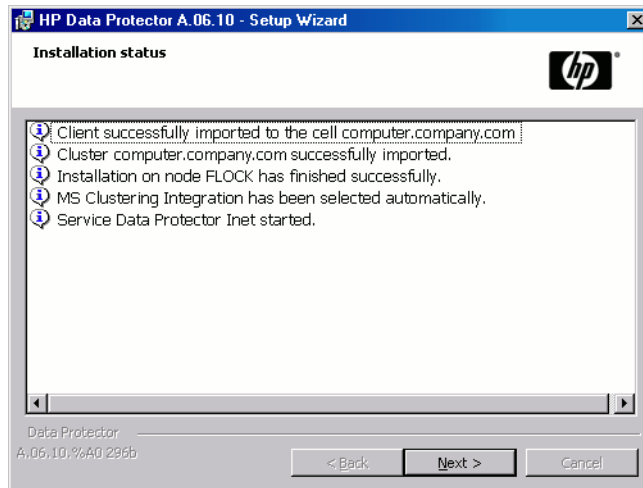 HP Data Protector A.06.10 - Setup Wizard
Installation status
hp
Client successfully imported to the cell computer.company.com
Cluster computer.company.com successfully imported.
Installation on node FLOCK has finished successfully.
MS Clustering Integration has been selected automatically.
Service Data Protector Inet started.
Data Protector
A.06.10.%A0 296b
< Back
Next >
Cancel